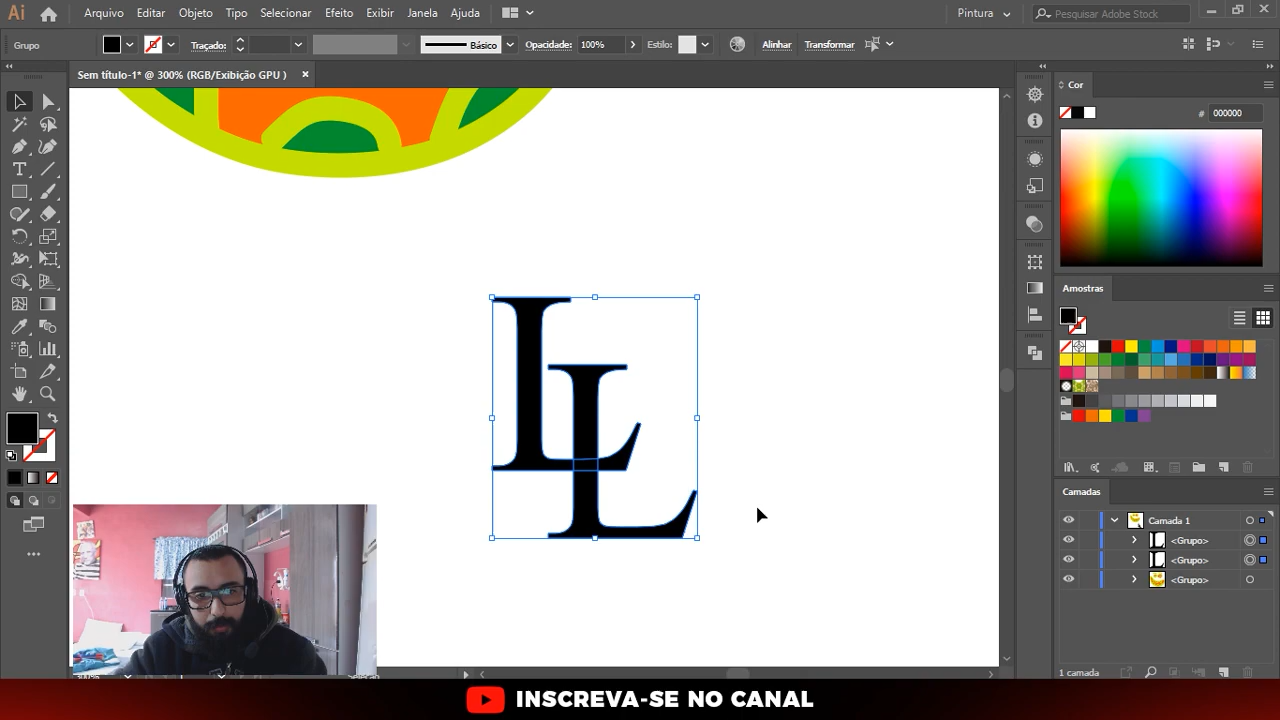 Ai
Arquivo Editar Objeto Tipo Selecionar Efeito Exibir Janela Ajuda
Pintura
Pesquisar Adobe Stock
Grupo
Traçado:
Básico
Opacidade: 100%
Estilo:
Alinhar
Transformar
Sem título-1* @ 300% (RGB/Exibição GPU )
Cor
# 000000
Amostras
L
L
Camadas
Camada 1
<Grupo>
<Grupo>
<Grupo>
1 camada
INSCREVA-SE NO CANAL